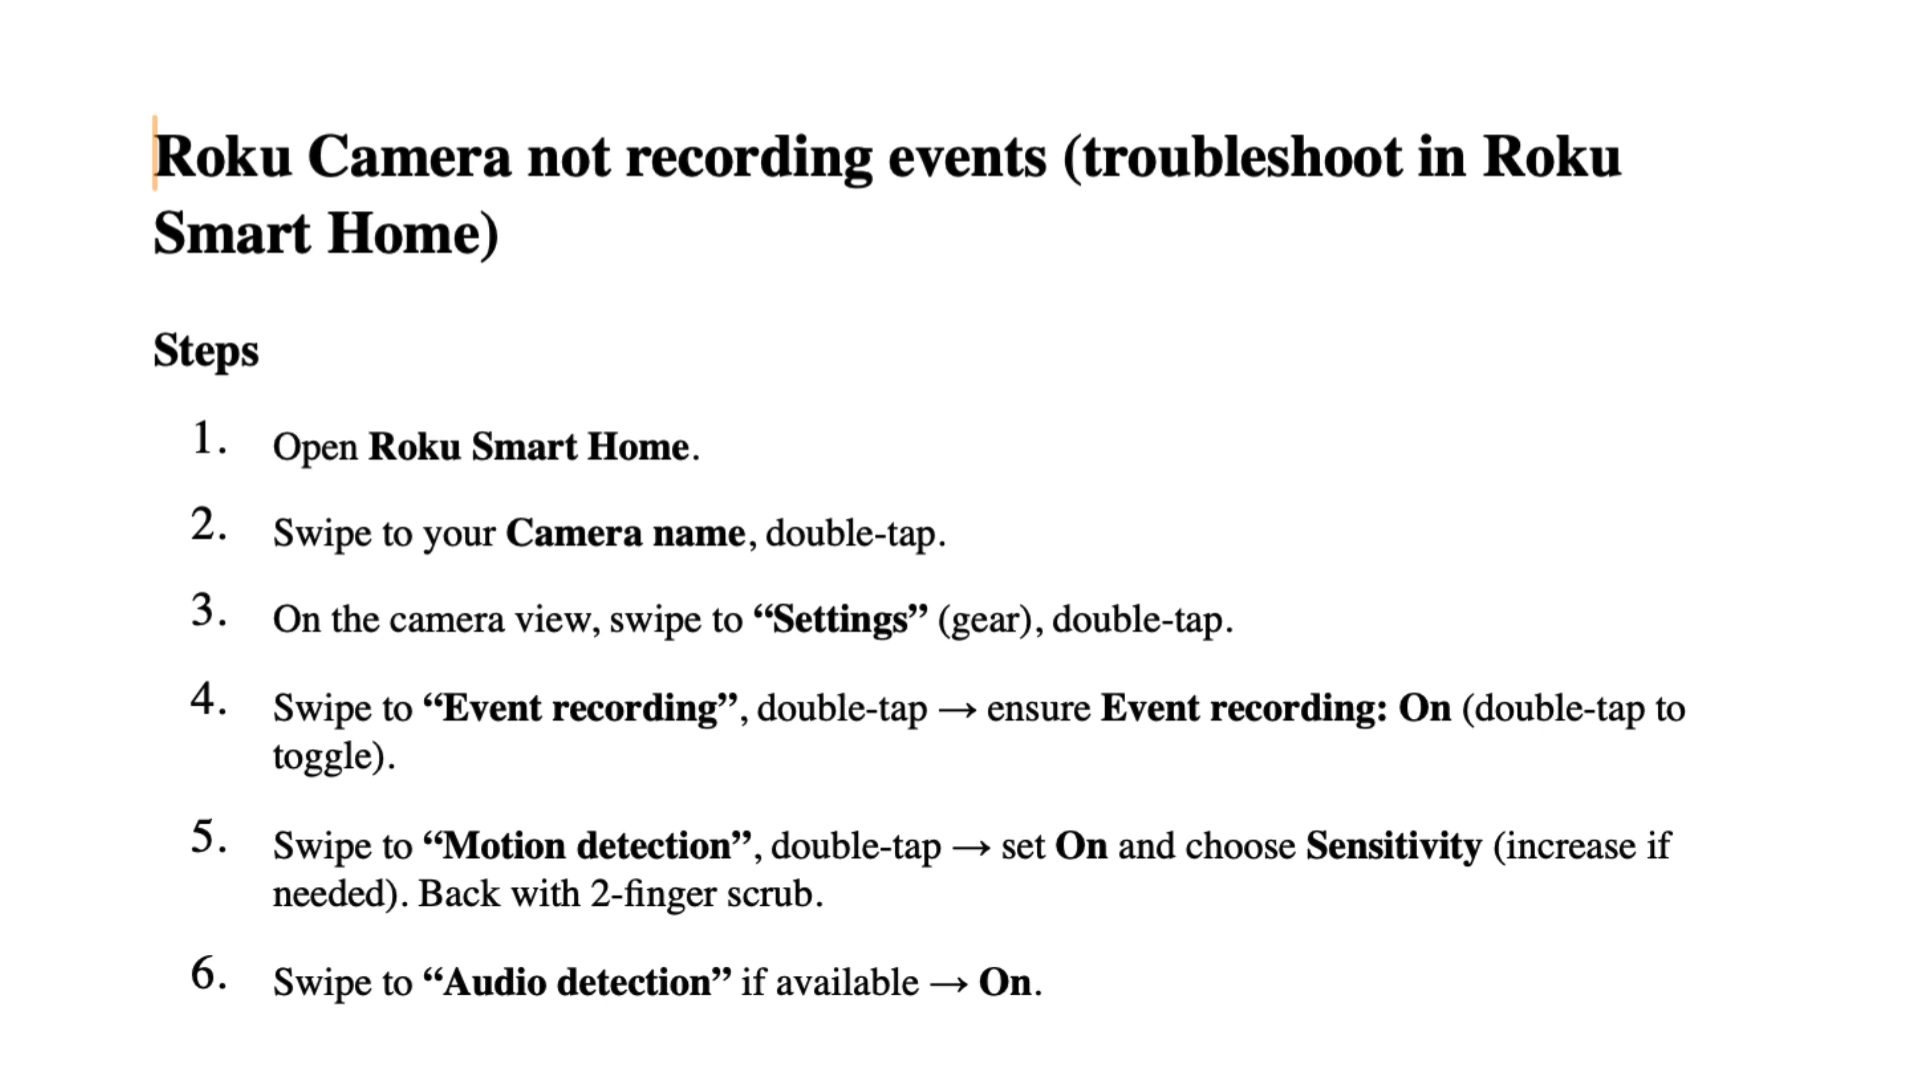 Roku Camera not recording events (troubleshoot in Roku
Smart Home)
Steps
1. Open Roku Smart Home.
2. Swipe to your Camera name, double-tap.
3. On the camera view, swipe to “Settings” (gear), double-tap.
4. Swipe to “Event recording”, double-tap → ensure Event recording: On (double-tap to
toggle).
5. Swipe to “Motion detection”, double-tap → set On and choose Sensitivity (increase if
needed). Back with 2-finger scrub.
6. Swipe to “Audio detection” if available → On.